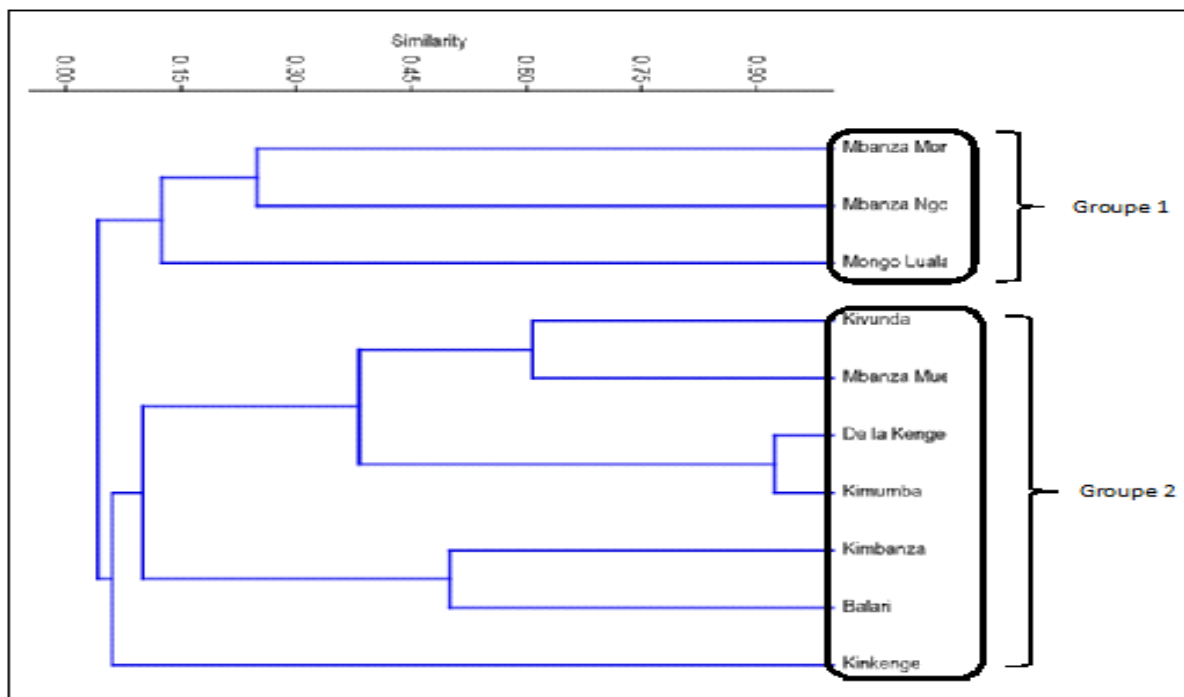 Similarity
0.00 0.15 0.30 0.45 0.60 0.75 0.90
Mbanza Mor
Mbanza Ngo
Groupe 1
Mongo Luala
Kivunda
Mbanza Mue
De la Kenge
Kimumba
Groupe 2
Kimbanza
Balari
Kinkenge